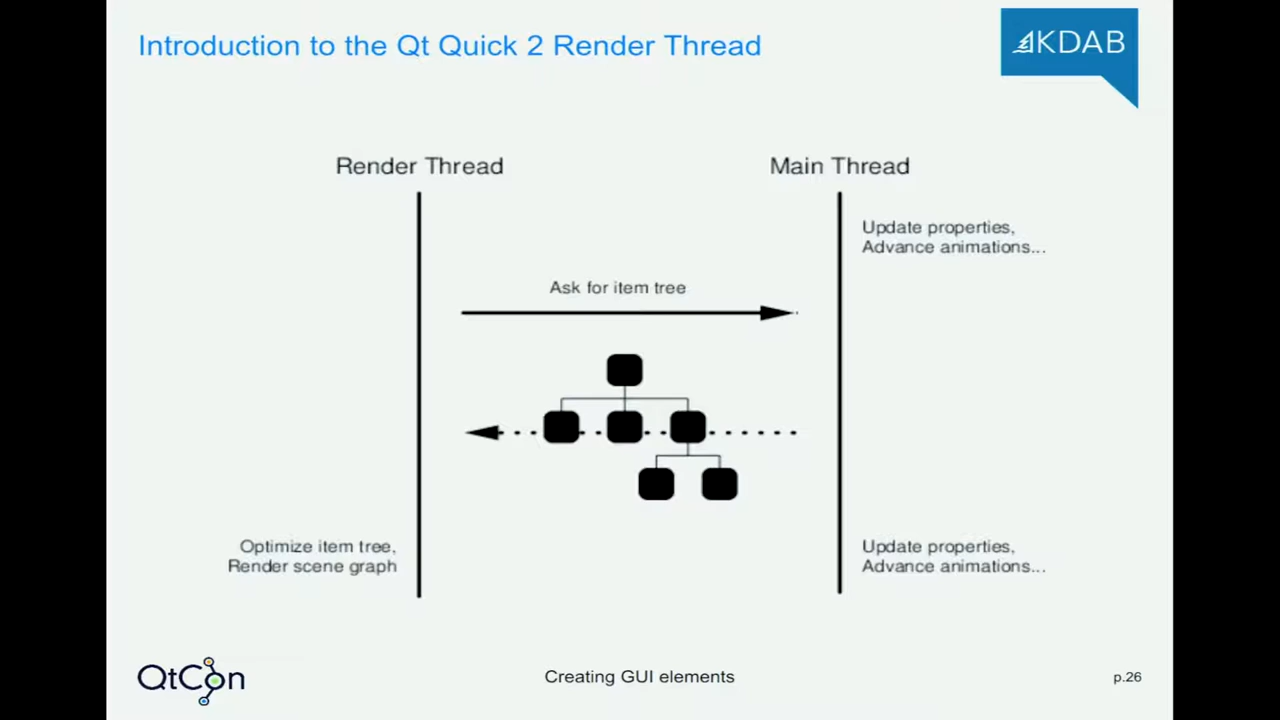 Introduction to the Qt Quick 2 Render Thread
KDAB
Render Thread
Main Thread
Update properties,
Advance animations...
Ask for item tree
Optimize item tree,
Render scene graph
Update properties,
Advance animations...
QtCon
Creating GUI elements
p.26